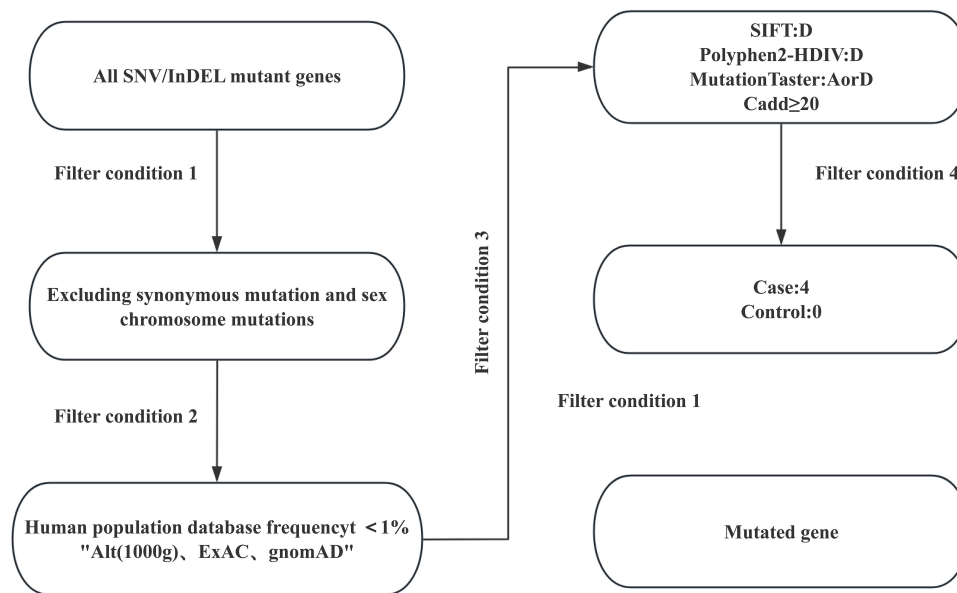 All SNV/InDEL mutant genes
Filter condition 1
Excluding synonymous mutation and sex
chromosome mutations
Filter condition 2
Human population database frequencyt <1%
"Alt(1000g)、ExAC、gnomAD"
Filter condition 3
SIFT:D
Polyphen2-HDIV:D
MutationTaster:AorD
Cadd≥20
Filter condition 4
Case:4
Control:0
Filter condition 1
Mutated gene